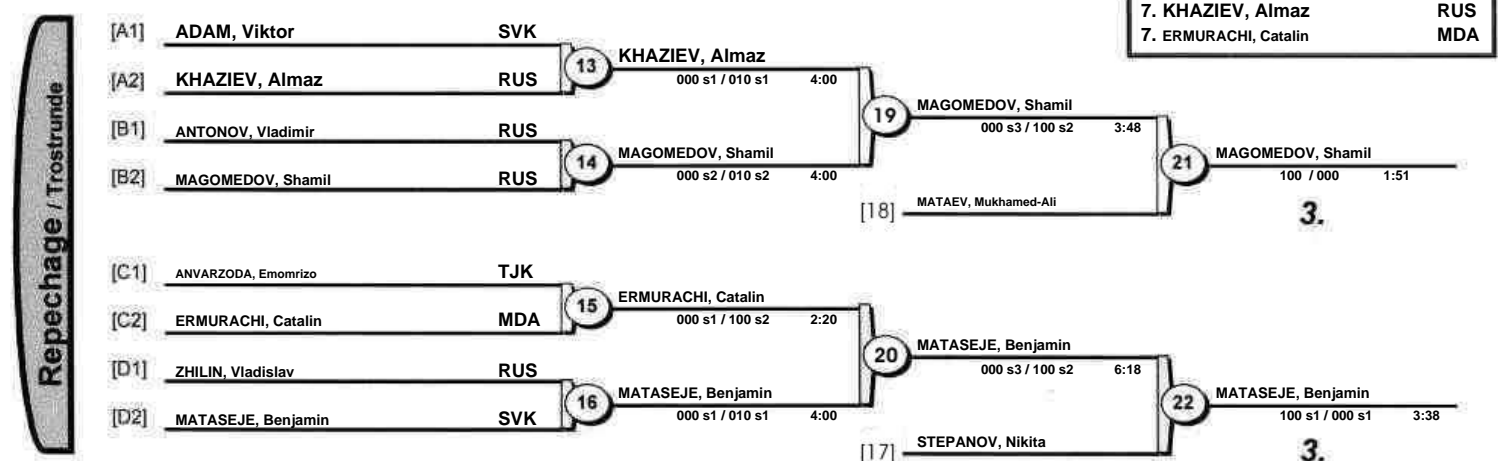 7. KHAZIEV, Almaz RUS
7. ERMURACHI, Catalin MDA
Repechage / Trostrunde
[A1] ADAM, Viktor SVK
[A2] KHAZIEV, Almaz RUS
13 KHAZIEV, Almaz
000 s1 / 010 s1 4:00
[B1] ANTONOV, Vladimir RUS
[B2] MAGOMEDOV, Shamil RUS
14 MAGOMEDOV, Shamil
000 s2 / 010 s2 4:00
19 MAGOMEDOV, Shamil
000 s3 / 100 s2 3:48
[18] MATAEV, Mukhamed-Ali
21 MAGOMEDOV, Shamil
100 / 000 1:51
3.
[C1] ANVARZODA, Emomrizo TJK
[C2] ERMURACHI, Catalin MDA
15 ERMURACHI, Catalin
000 s1 / 100 s2 2:20
[D1] ZHILIN, Vladislav RUS
[D2] MATASEJE, Benjamin SVK
16 MATASEJE, Benjamin
000 s1 / 010 s1 4:00
20 MATASEJE, Benjamin
000 s3 / 100 s2 6:18
[17] STEPANOV, Nikita
22 MATASEJE, Benjamin
100 s1 / 000 s1 3:38
3.